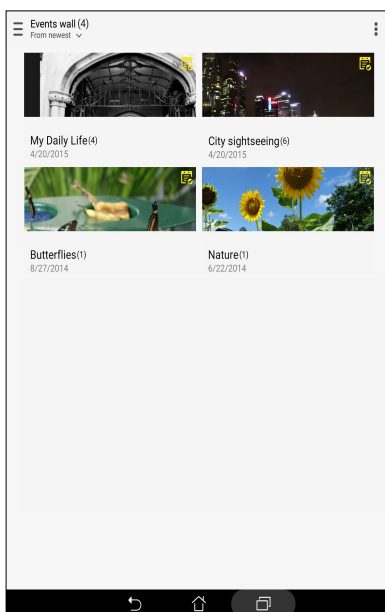 Events wall (4)
From newest
My Daily Life(4)
4/20/2015
City sightseeing(6)
4/20/2015
Butterflies(1)
8/27/2014
Nature(1)
6/22/2014